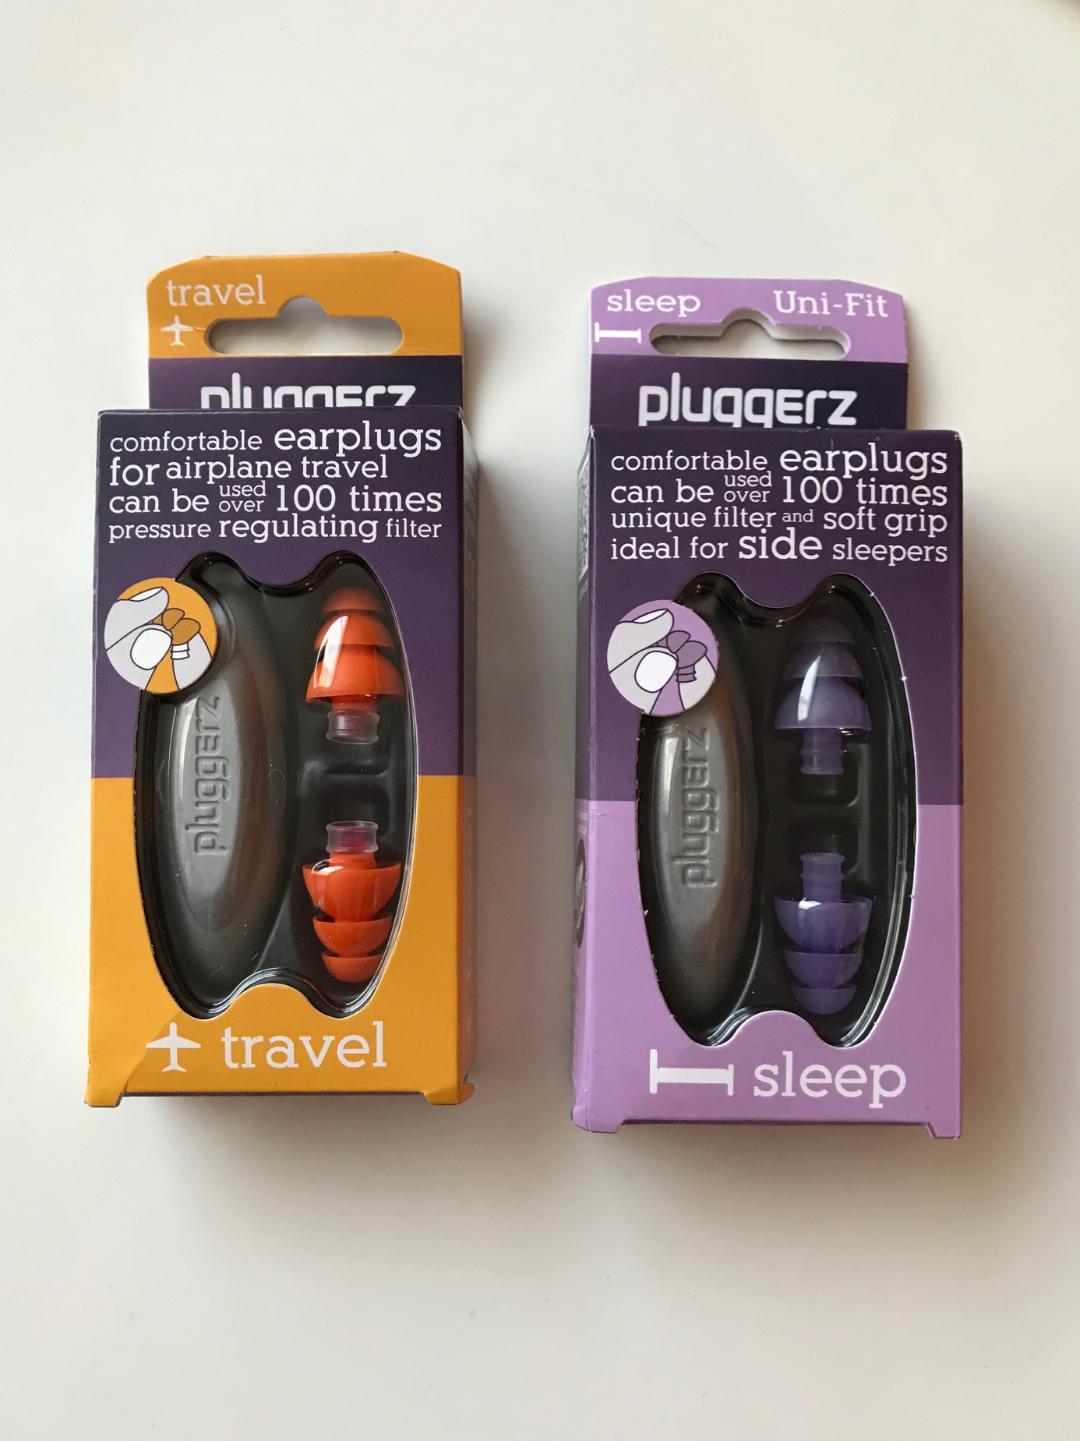 travel
pluggerz
comfortable earplugs
for airplane travel
can be used over 100 times
pressure regulating filter
pluggerz
travel
sleep Uni-Fit
pluggerz
comfortable earplugs
can be used over 100 times
unique filter and soft grip
ideal for side sleepers
pluggerz
sleep